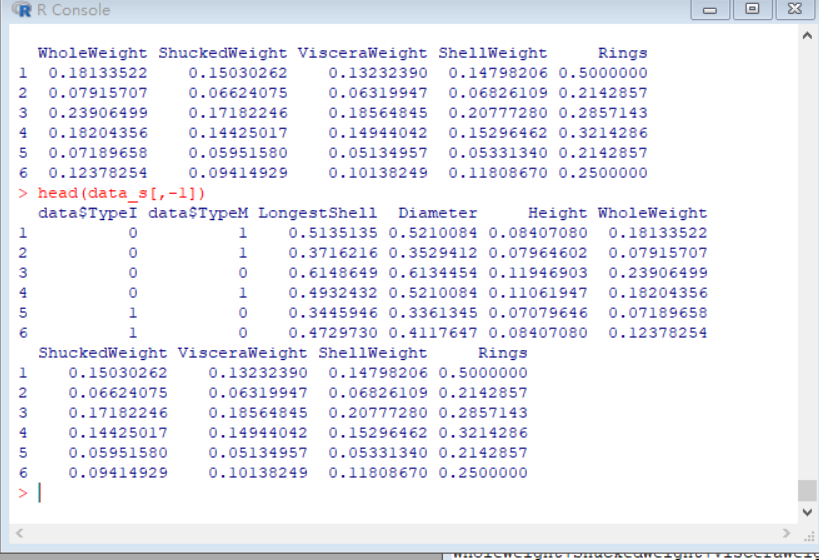 R Console
WholeWeight ShuckedWeight VisceraWeight ShellWeight Rings
1 0.18133522 0.15030262 0.13232390 0.14798206 0.5000000
2 0.07915707 0.06624075 0.06319947 0.06826109 0.2142857
3 0.23906499 0.17182246 0.18564845 0.20777280 0.2857143
4 0.18204356 0.14425017 0.14944042 0.15296462 0.3214286
5 0.07189658 0.05951580 0.05134957 0.05331340 0.2142857
6 0.12378254 0.09414929 0.10138249 0.11808670 0.2500000
> head(data_s[,-1])
data$TypeI data$TypeM LongestShell Diameter Height WholeWeight
1 0 1 0.5135135 0.5210084 0.08407080 0.18133522
2 0 1 0.3716216 0.3529412 0.07964602 0.07915707
3 0 0 0.6148649 0.6134454 0.11946903 0.23906499
4 0 1 0.4932432 0.5210084 0.11061947 0.18204356
5 1 0 0.3445946 0.3361345 0.07079646 0.07189658
6 1 0 0.4729730 0.4117647 0.08407080 0.12378254
ShuckedWeight VisceraWeight ShellWeight Rings
1 0.15030262 0.13232390 0.14798206 0.5000000
2 0.06624075 0.06319947 0.06826109 0.2142857
3 0.17182246 0.18564845 0.20777280 0.2857143
4 0.14425017 0.14944042 0.15296462 0.3214286
5 0.05951580 0.05134957 0.05331340 0.2142857
6 0.09414929 0.10138249 0.11808670 0.2500000
>